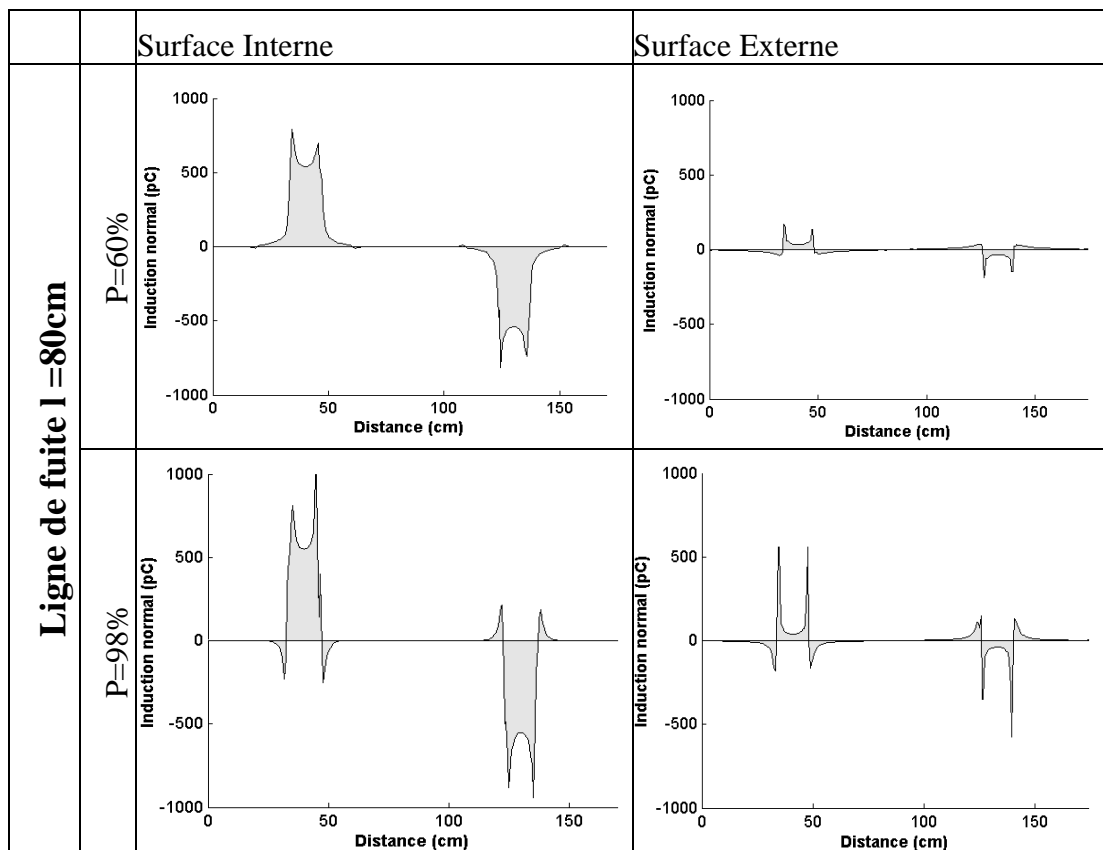 Surface Interne
Surface Externe
Ligne de fuite l =80cm
P=60%
Induction normal (pC)
1000
500
0
-500
-1000
0 50 100 150
Distance (cm)
Induction normal (pC)
1000
500
0
-500
-1000
0 50 100 150
Distance (cm)
P=98%
Induction normal (pC)
1000
500
0
-500
-1000
0 50 100 150
Distance (cm)
Induction normal (pC)
1000
500
0
-500
-1000
0 50 100 150
Distance (cm)